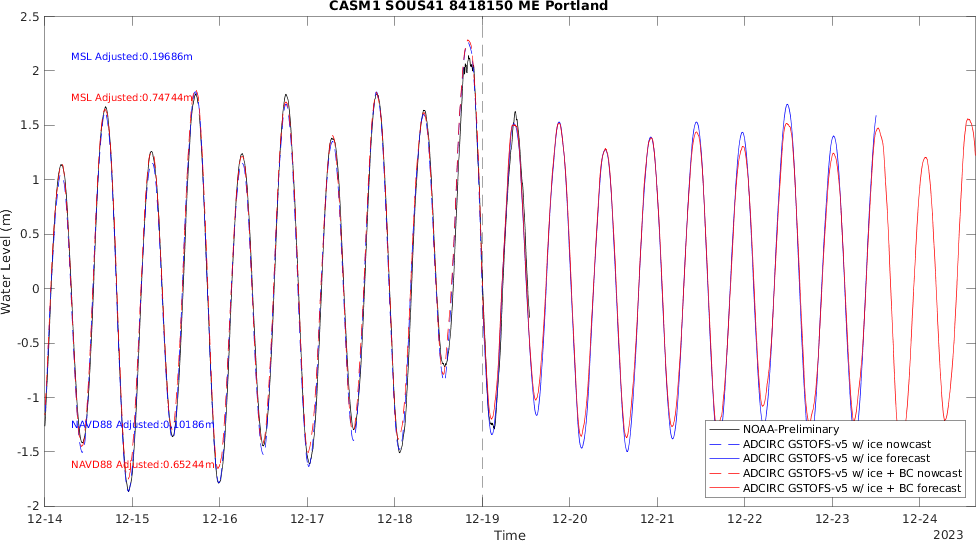 CASM1 SOUS41 8418150 ME Portland
2.5
2
1.5
1
0.5
0
-0.5
-1
-1.5
-2
Water Level (m)
MSL Adjusted:0.19686m
MSL Adjusted:0.74744m
NAVD88 Adjusted:0.10186m
NAVD88 Adjusted:0.65244m
NOAA-Preliminary
ADCIRC GSTOFS-v5 w/ ice nowcast
ADCIRC GSTOFS-v5 w/ ice forecast
ADCIRC GSTOFS-v5 w/ ice + BC nowcast
ADCIRC GSTOFS-v5 w/ ice + BC forecast
12-14 12-15 12-16 12-17 12-18 12-19 12-20 12-21 12-22 12-23 12-24
Time
2023